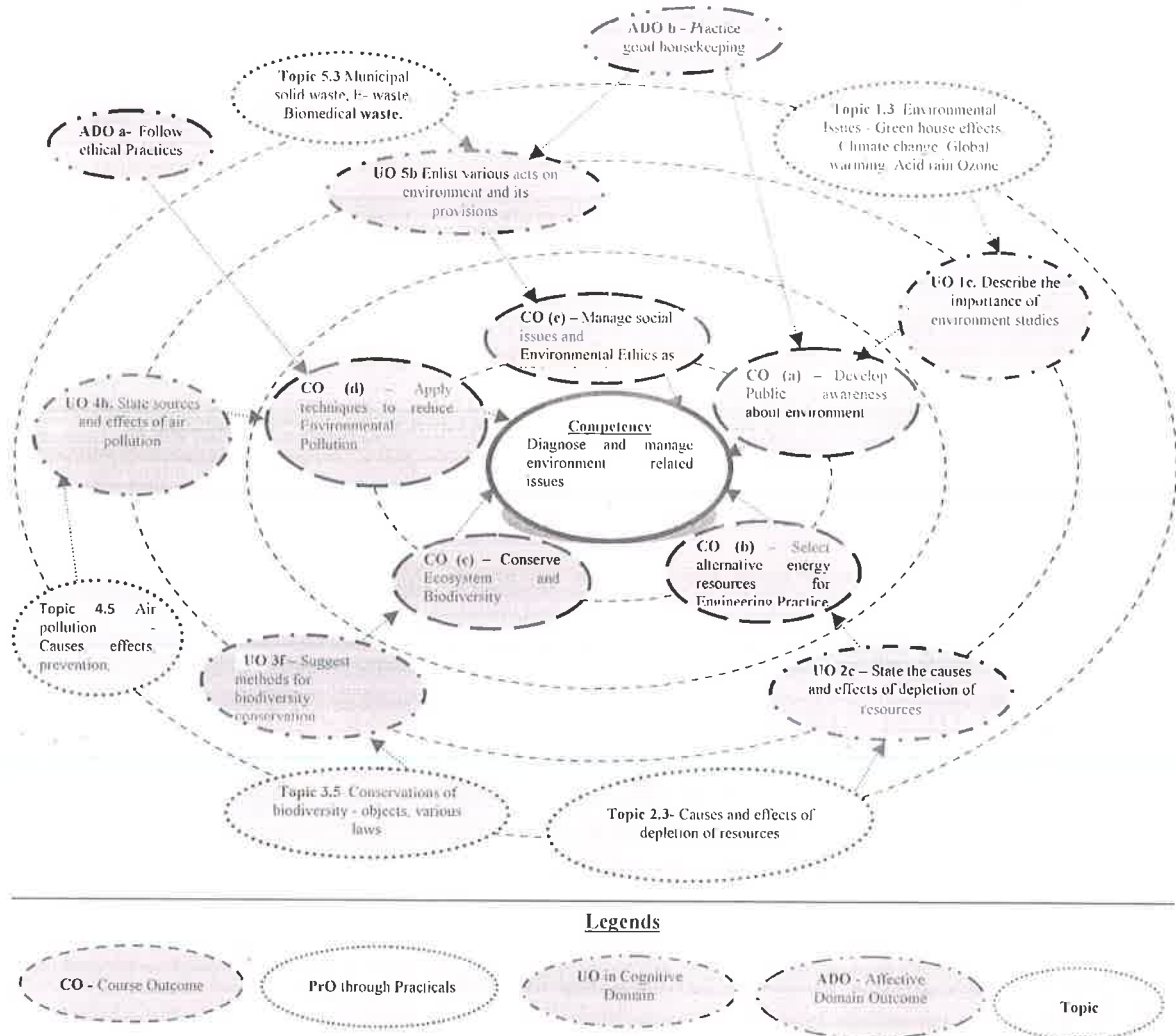 ADO b - Practice
good housekeeping
Topic 5.3 Municipal
solid waste, E- waste,
Biomedical waste.
Topic 1.3 Environmental
Issues - Green house effects,
Climate change, Global
warming, Acid rain Ozone
ADO a- Follow
ethical Practices
UO 5b Enlist various acts on
environment and its
provisions
UO 1c. Describe the
importance of
environment studies
CO (e) – Manage social
issues and
Environmental Ethics as
CO (a) – Develop
Public awareness
about environment
CO (d) – Apply
techniques to reduce
Environmental
Pollution
UO 4b. State sources
and effects of air
pollution
Competency
Diagnose and manage
environment related
issues
CO (c) – Conserve
Ecosystem and
Biodiversity
CO (b) – Select
alternative energy
resources for
Engineering Practice
Topic 4.5 Air
pollution -
Causes, effects,
prevention,
UO 3f – Suggest
methods for
biodiversity
conservation
UO 2c – State the causes
and effects of depletion of
resources
Topic 3.5 Conservations of
biodiversity - objects, various
laws
Topic 2.3- Causes and effects of
depletion of resources
Legends
CO - Course Outcome
PrO through Practicals
UO in Cognitive
Domain
ADO - Affective
Domain Outcome
Topic